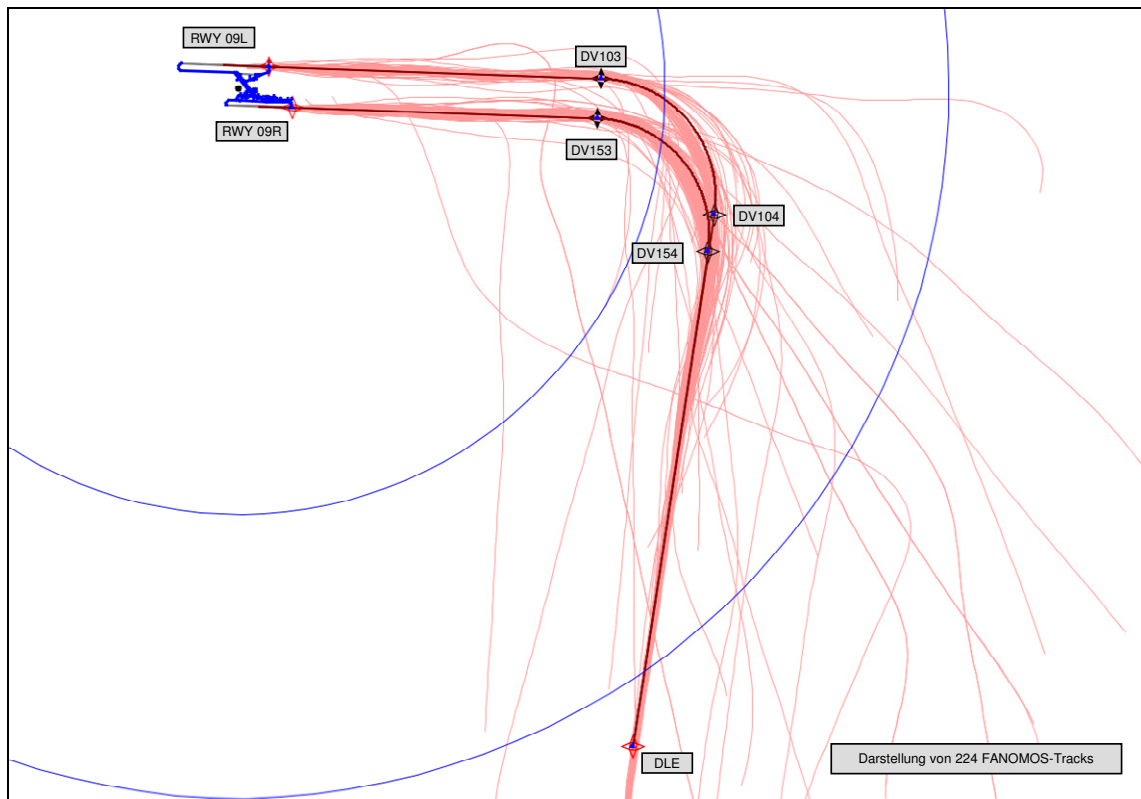 RWY 09L
DV103
RWY 09R
DV153
DV104
DV154
DLE
Darstellung von 224 FANOMOS-Tracks